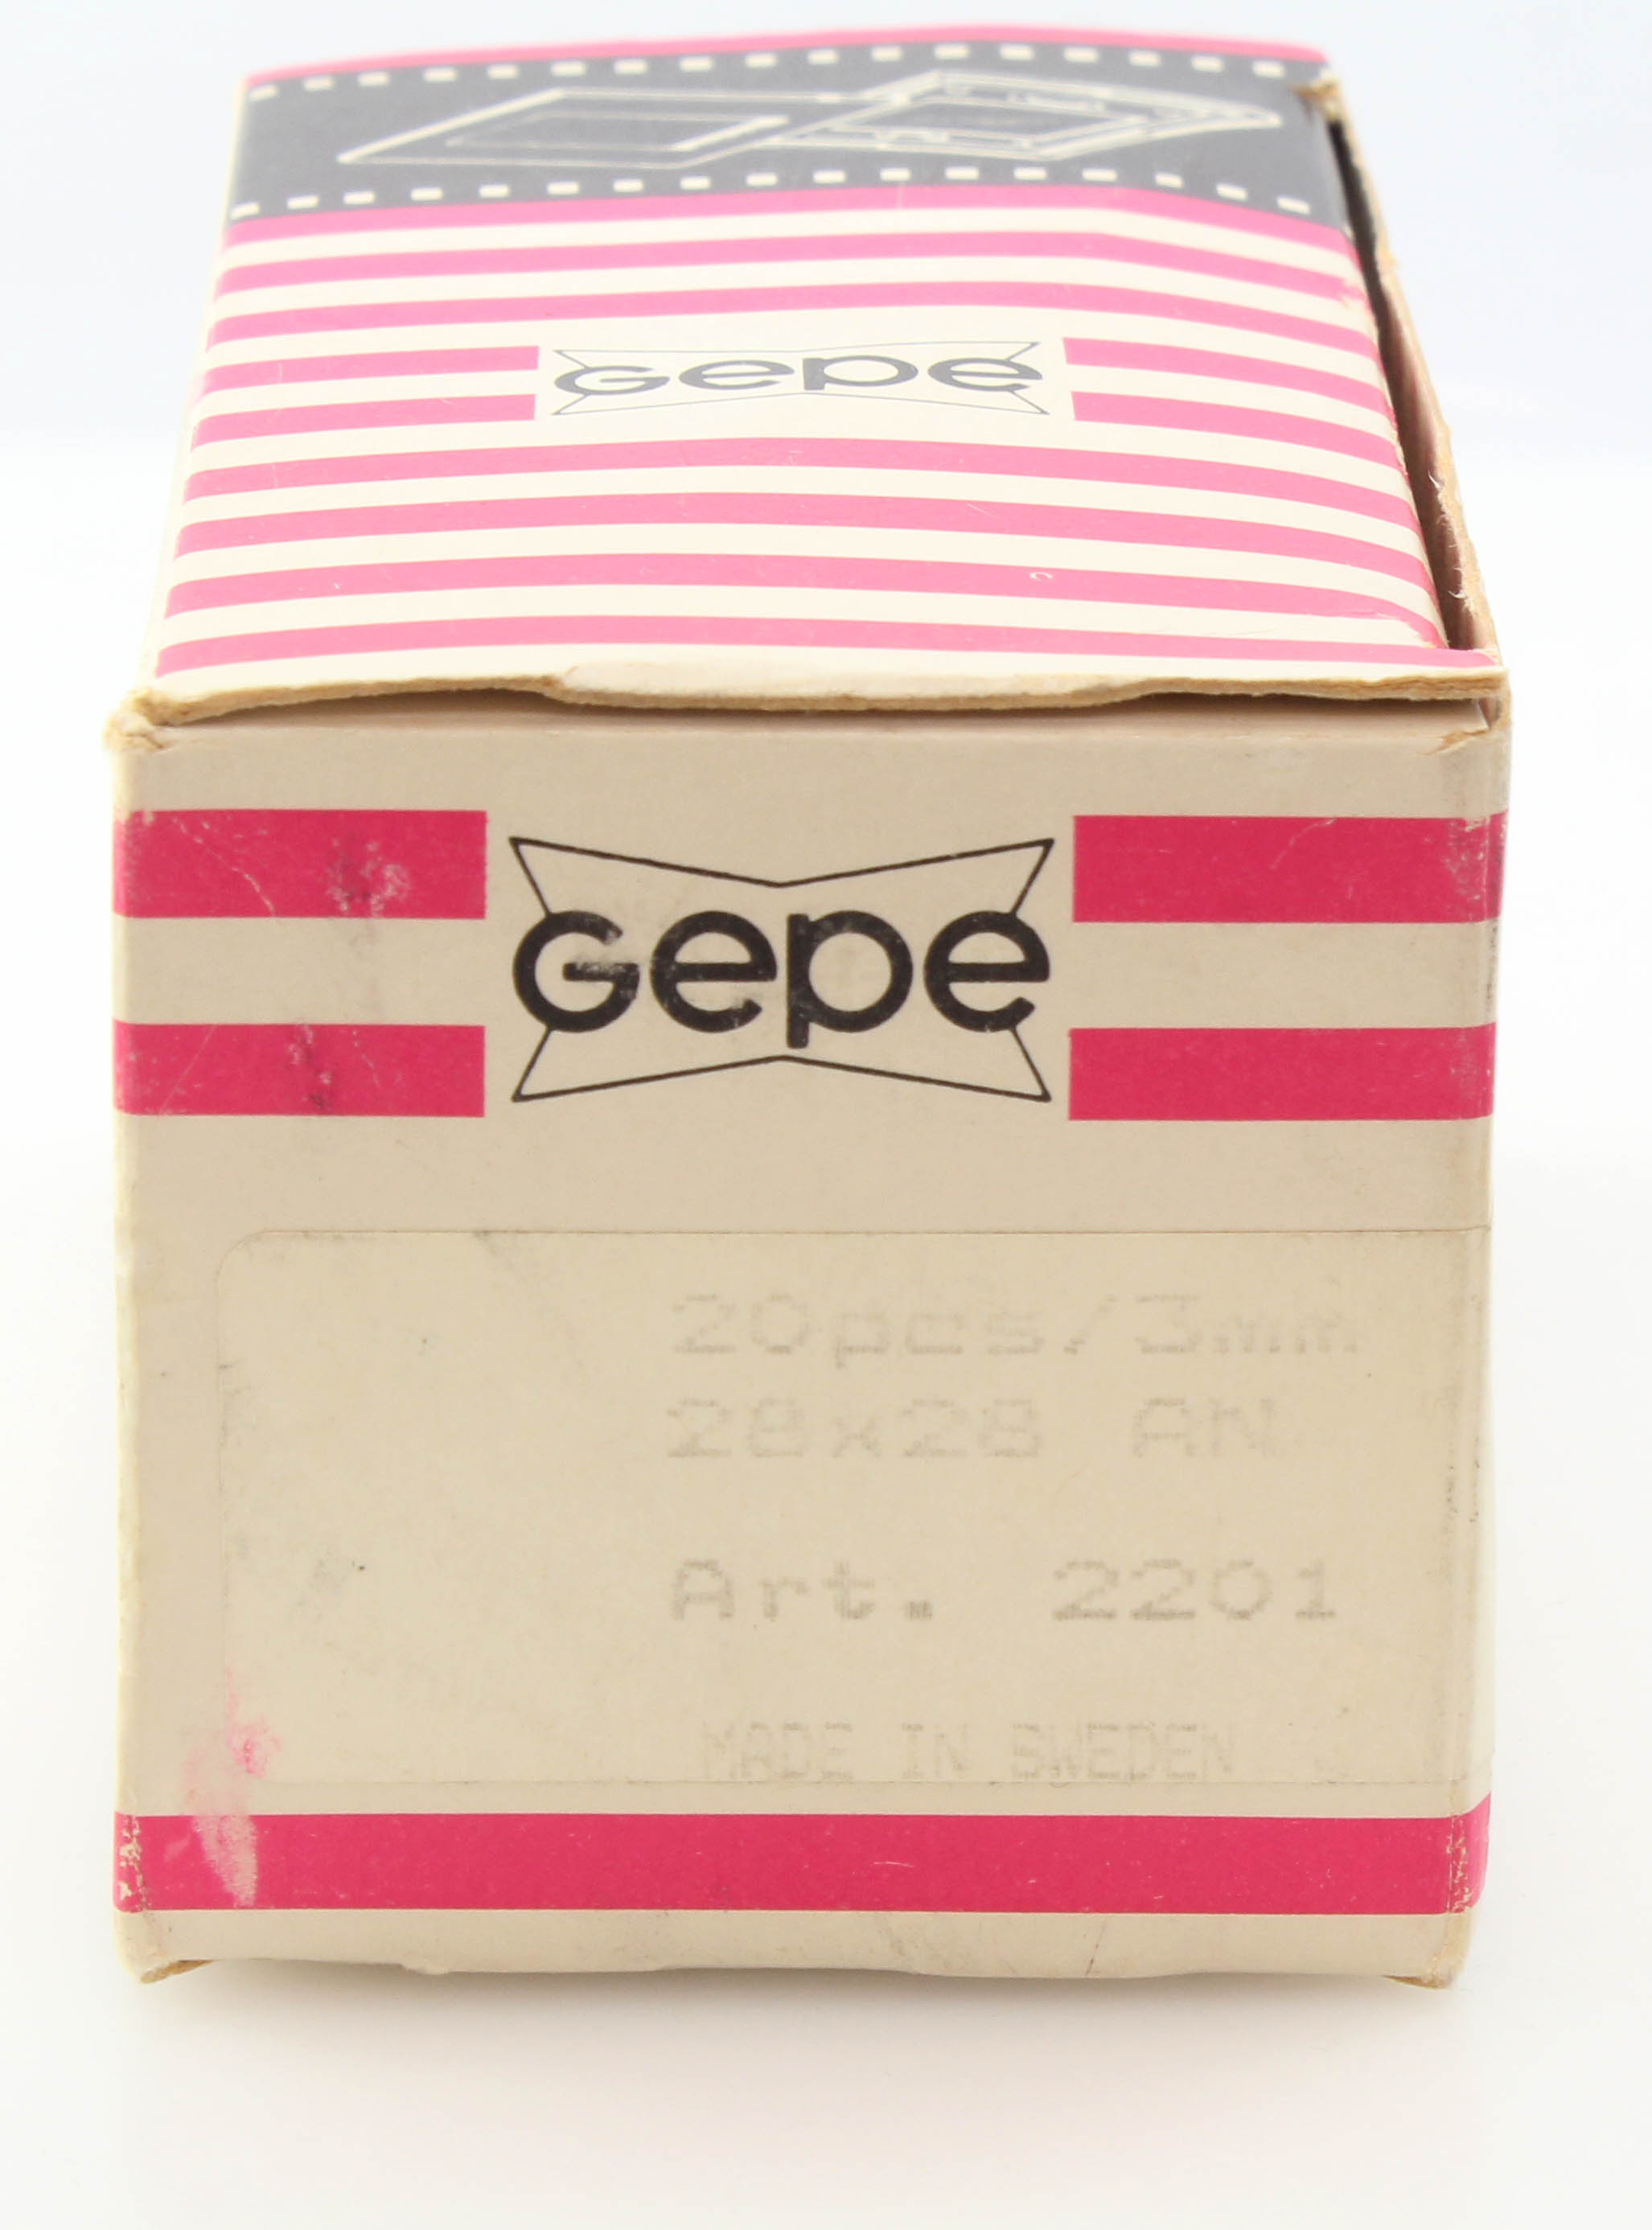 Gepe
Gepe
20pcs/3mm
28x28 AN
Art. 2201
MADE IN SWEDEN